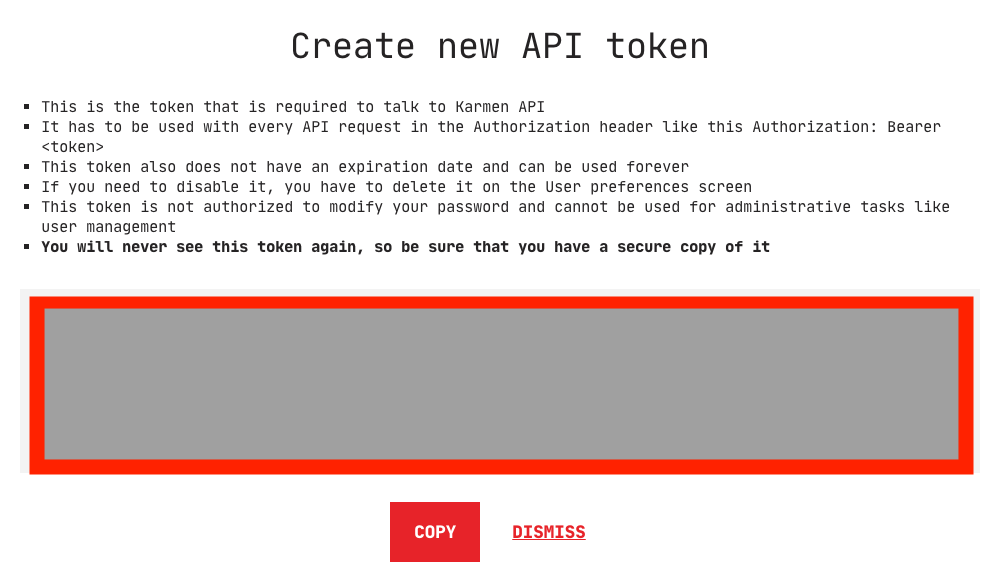 Create new API token
This is the token that is required to talk to Karmen API
It has to be used with every API request in the Authorization header like this Authorization: Bearer
<token>
This token also does not have an expiration date and can be used forever
If you need to disable it, you have to delete it on the User preferences screen
This token is not authorized to modify your password and cannot be used for administrative tasks like
user management
You will never see this token again, so be sure that you have a secure copy of it
COPY DISMISS